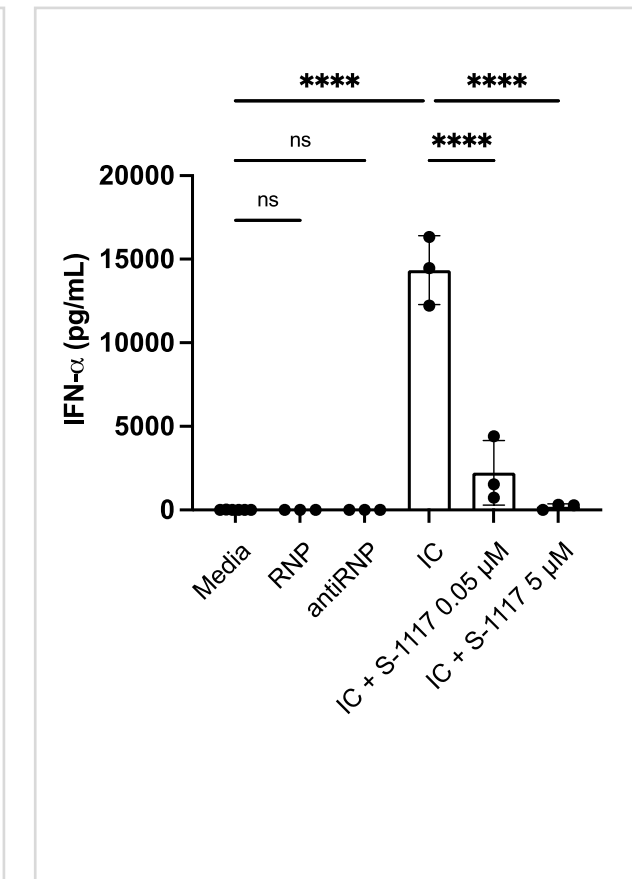 **** ****
ns ****
ns
20000
15000
10000
5000
0
IFN-α (pg/mL)
Media
RNP
antiRNP
IC
IC + S-1117 0.05 µM
IC + S-1117 5 µM